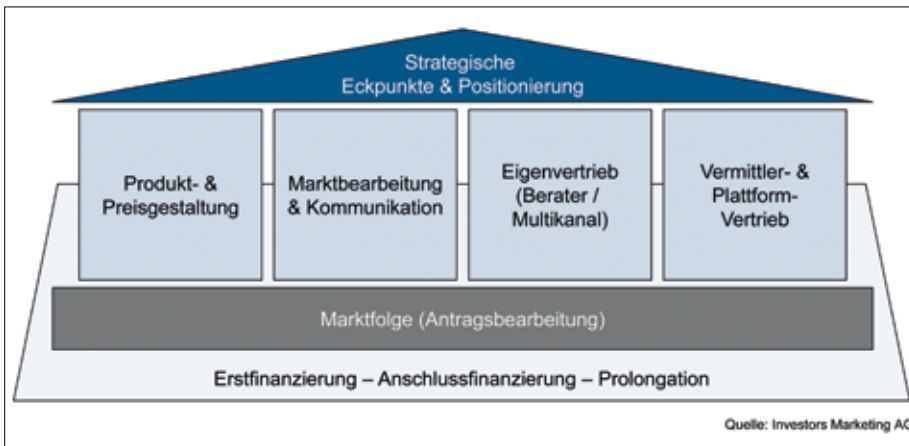 Strategische
Eckpunkte & Positionierung
Produkt- &
Preisgestaltung
Marktbearbeitung
& Kommunikation
Eigenvertrieb
(Berater /
Multikanal)
Vermittler- &
Plattform-
Vertrieb
Marktfolge (Antragsbearbeitung)
Erstfinanzierung – Anschlussfinanzierung – Prolongation
Quelle: Investors Marketing AG